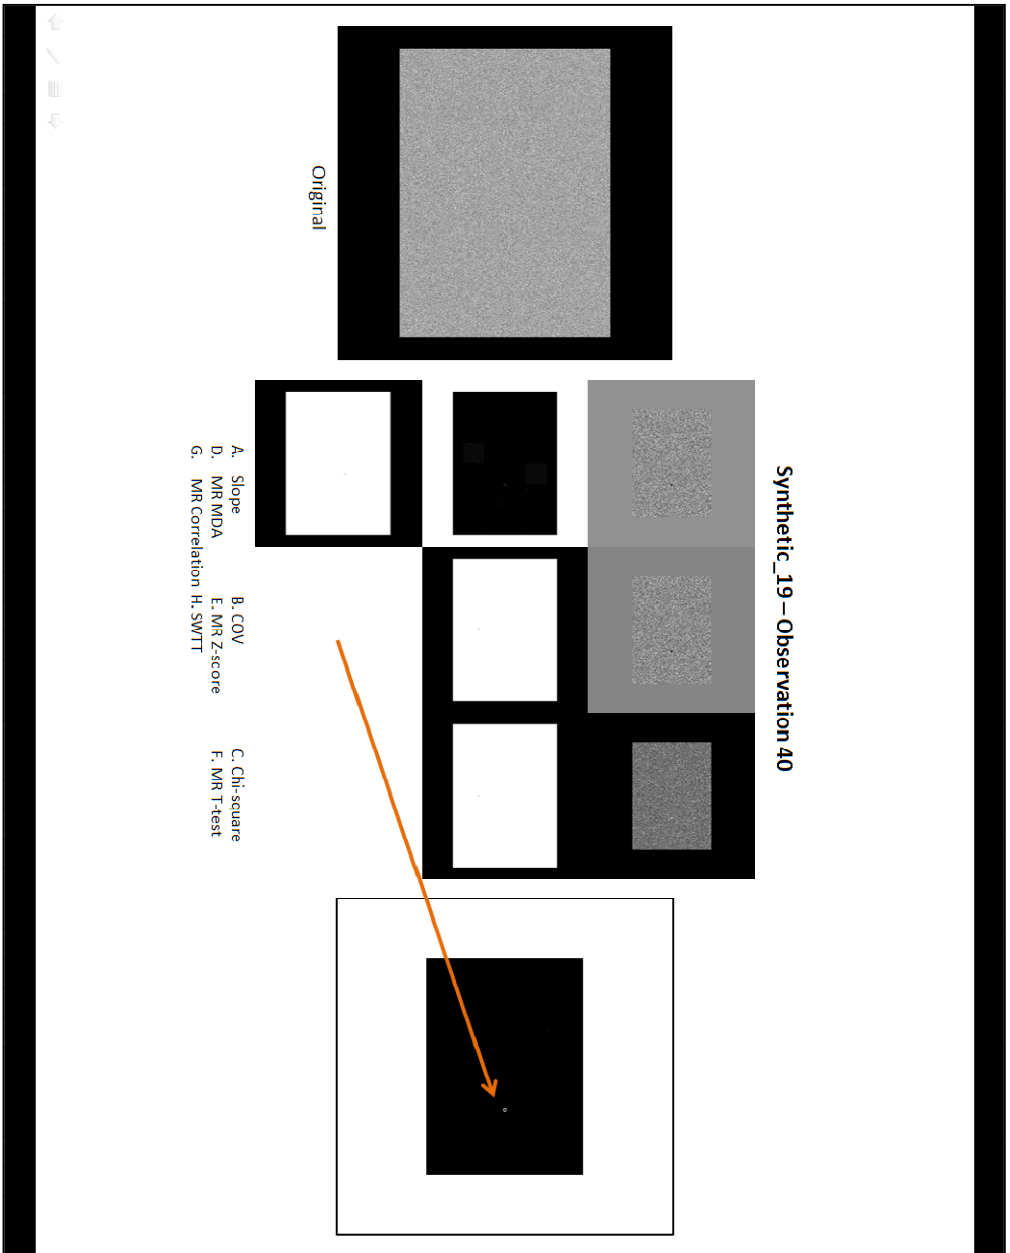 Synthetic_19 – Observation 40
Original
A. Slope B. COV C. Chi-square
D. MR MDA E. MR Z-score F. MR T-test
G. MR Correlation H. SWTT